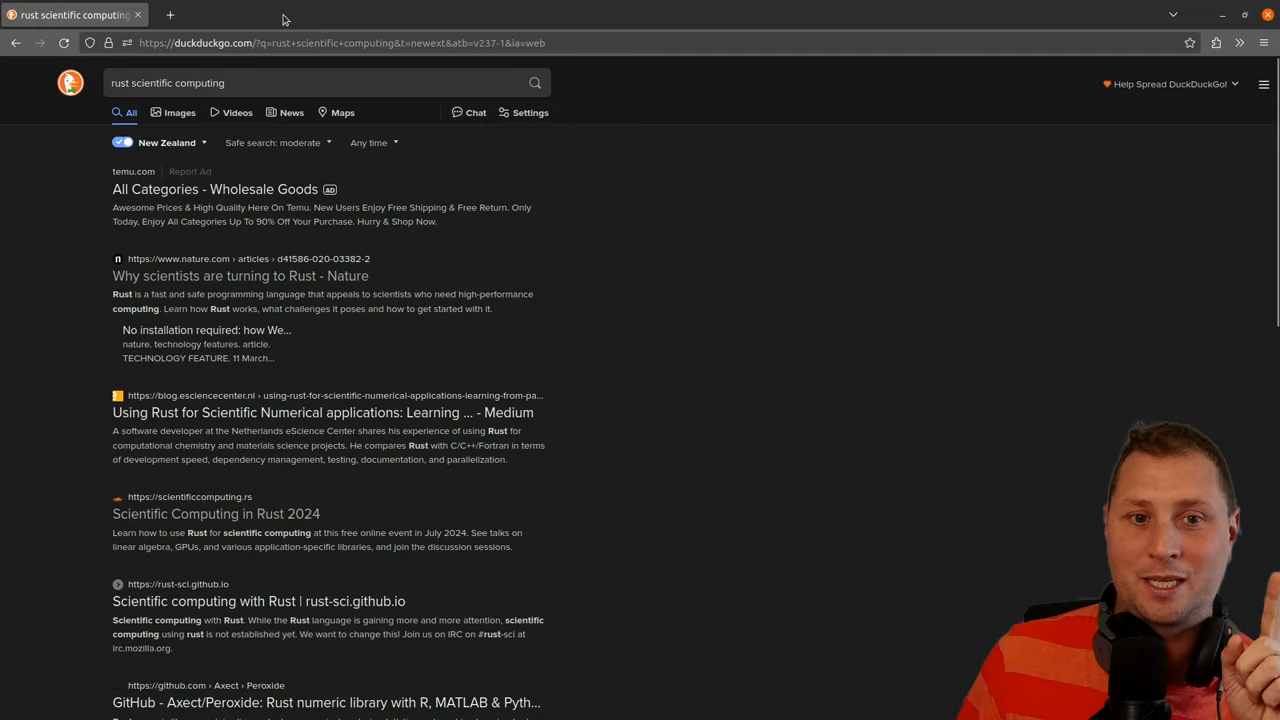 rust scientific computing
https://duckduckgo.com/?q=rust+scientific+computing&t=newext&atb=v237-1&ia=web
rust scientific computing
Help Spread DuckDuckGo!
All Images Videos News Maps Chat Settings
New Zealand Safe search: moderate Any time
temu.com Report Ad
All Categories - Wholesale Goods AD
Awesome Prices & High Quality Here On Temu. New Users Enjoy Free Shipping & Free Return. Only
Today, Enjoy All Categories Up To 90% Off Your Purchase. Hurry & Shop Now.
n https://www.nature.com › articles › d41586-020-03382-2
Why scientists are turning to Rust - Nature
Rust is a fast and safe programming language that appeals to scientists who need high-performance
computing. Learn how Rust works, what challenges it poses and how to get started with it.
No installation required: how We...
nature. technology features. article.
TECHNOLOGY FEATURE. 11 March...
https://blog.esciencecenter.nl › using-rust-for-scientific-numerical-applications-learning-from-pa...
Using Rust for Scientific Numerical applications: Learning ... - Medium
A software developer at the Netherlands eScience Center shares his experience of using Rust for
computational chemistry and materials science projects. He compares Rust with C/C++/Fortran in terms
of development speed, dependency management, testing, documentation, and parallelization.
https://scientificcomputing.rs
Scientific Computing in Rust 2024
Learn how to use Rust for scientific computing at this free online event in July 2024. See talks on
linear algebra, GPUs, and various application-specific libraries, and join the discussion sessions.
https://rust-sci.github.io
Scientific computing with Rust | rust-sci.github.io
Scientific computing with Rust. While the Rust language is gaining more and more attention, scientific
computing using rust is not established yet. We want to change this! Join us on IRC on #rust-sci at
irc.mozilla.org.
https://github.com › Axect › Peroxide
GitHub - Axect/Peroxide: Rust numeric library with R, MATLAB & Pyth...